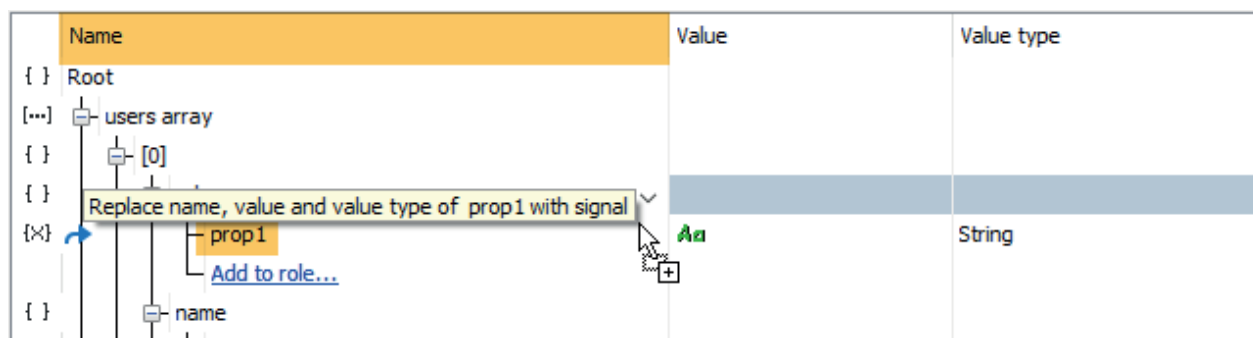 Name Value Value type
{ } Root
[...] users array
{ } [0]
{ }
Replace name, value and value type of prop1 with signal
{×} prop1 Aa String
Add to role...
{ } name